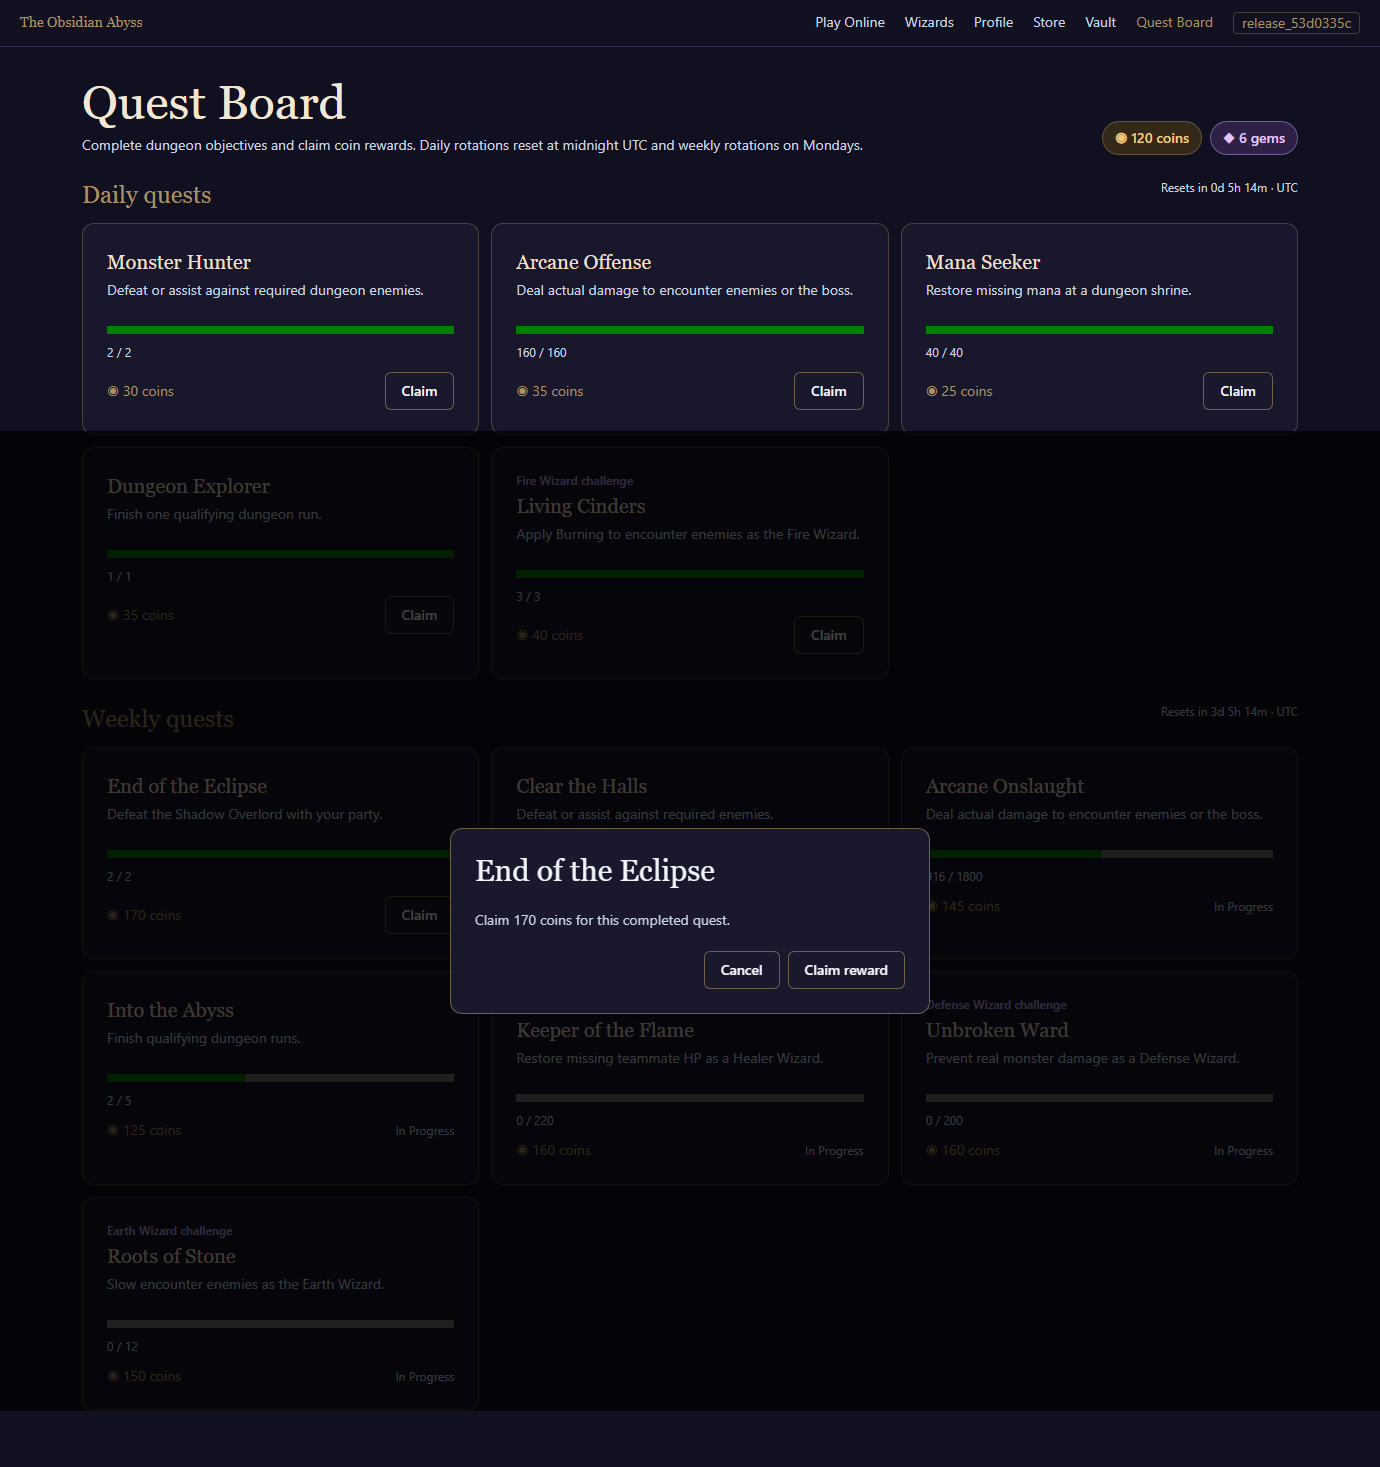 The Obsidian Abyss
Play Online Wizards Profile Store Vault Quest Board release_53d0335c
Quest Board
Complete dungeon objectives and claim coin rewards. Daily rotations reset at midnight UTC and weekly rotations on Mondays.
◉ 120 coins ◆ 6 gems
Daily quests
Resets in 0d 5h 14m · UTC
Monster Hunter
Defeat or assist against required dungeon enemies.
2 / 2
◉ 30 coins Claim
Arcane Offense
Deal actual damage to encounter enemies or the boss.
160 / 160
◉ 35 coins Claim
Mana Seeker
Restore missing mana at a dungeon shrine.
40 / 40
◉ 25 coins Claim
Dungeon Explorer
Finish one qualifying dungeon run.
1 / 1
◉ 35 coins Claim
Fire Wizard challenge
Living Cinders
Apply Burning to encounter enemies as the Fire Wizard.
3 / 3
◉ 40 coins Claim
Weekly quests
Resets in 3d 5h 14m · UTC
End of the Eclipse
Defeat the Shadow Overlord with your party.
2 / 2
◉ 170 coins Claim
Clear the Halls
Defeat or assist against required enemies.
Arcane Onslaught
Deal actual damage to encounter enemies or the boss.
16 / 1800
◉ 145 coins In Progress
End of the Eclipse
Claim 170 coins for this completed quest.
Cancel Claim reward
Into the Abyss
Finish qualifying dungeon runs.
2 / 5
◉ 125 coins In Progress
Keeper of the Flame
Restore missing teammate HP as a Healer Wizard.
0 / 220
◉ 160 coins In Progress
Defense Wizard challenge
Unbroken Ward
Prevent real monster damage as a Defense Wizard.
0 / 200
◉ 160 coins In Progress
Earth Wizard challenge
Roots of Stone
Slow encounter enemies as the Earth Wizard.
0 / 12
◉ 150 coins In Progress